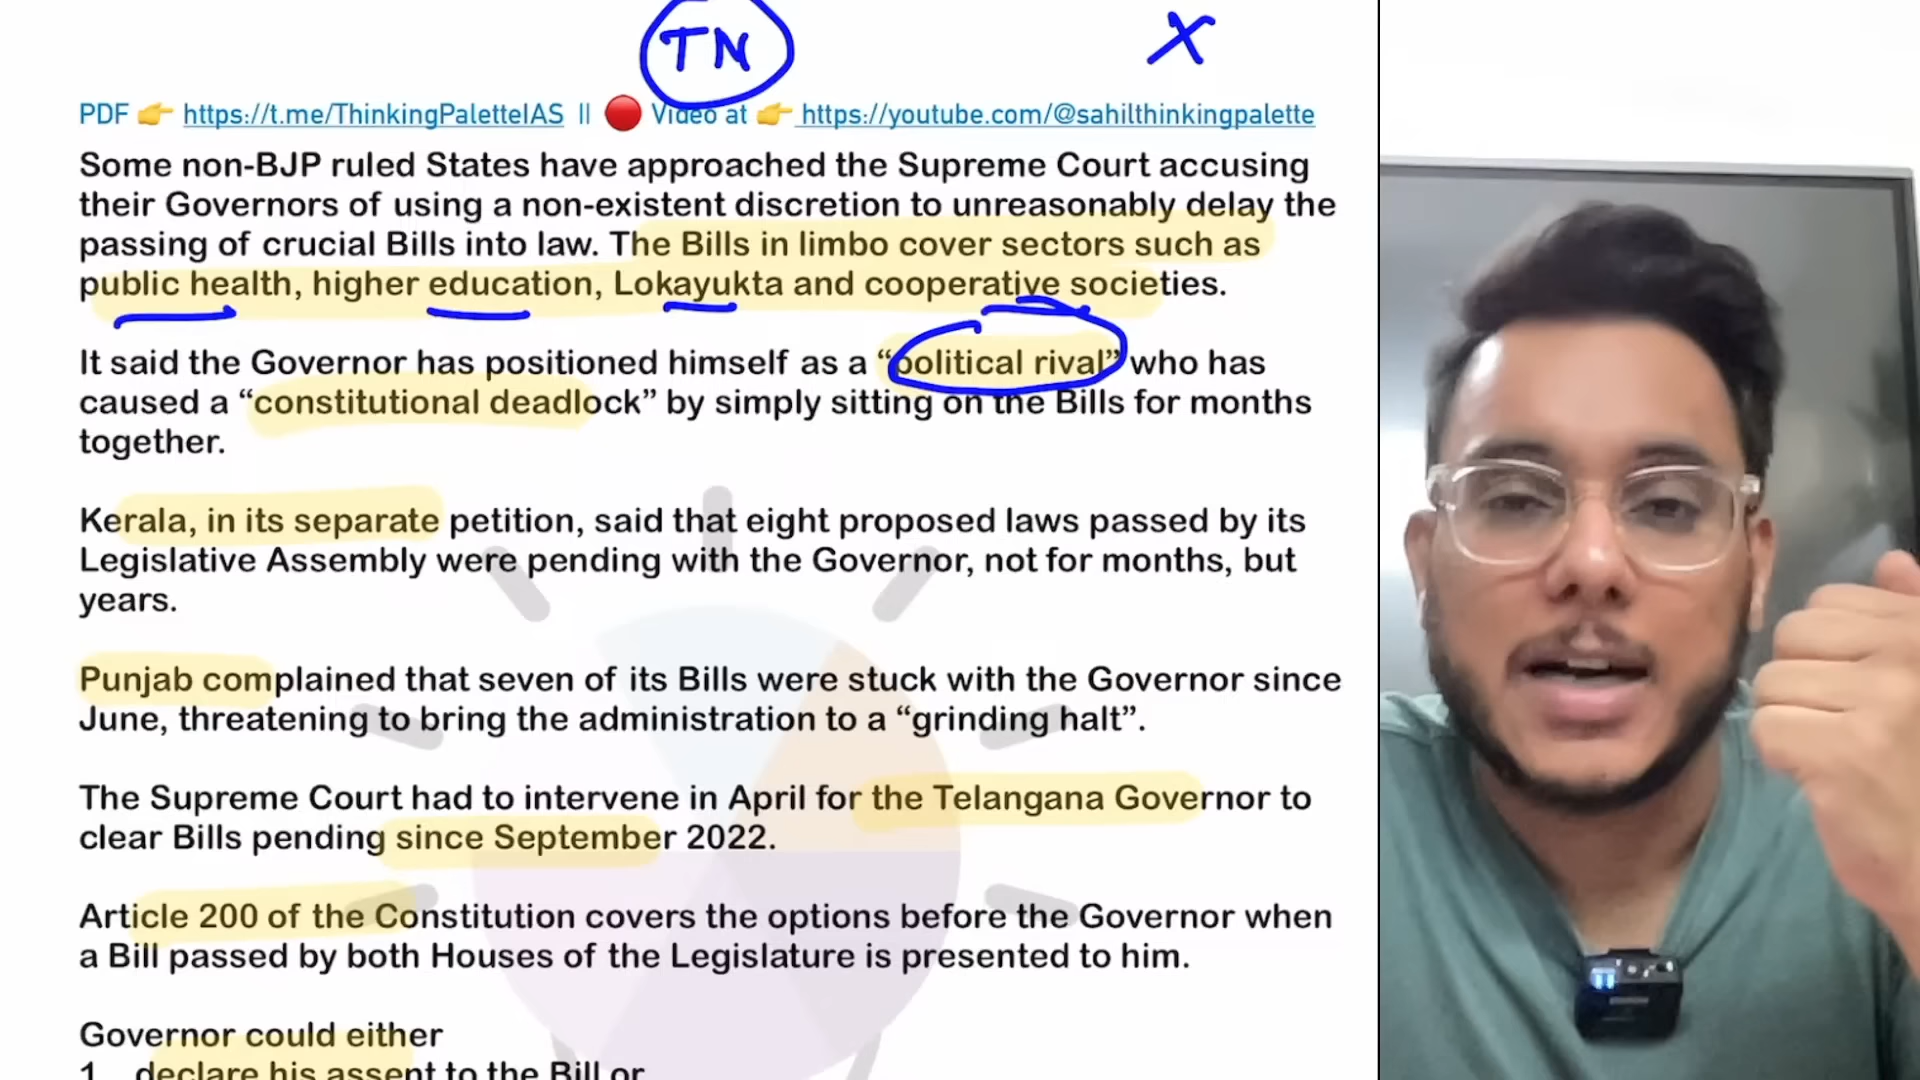 TN X
PDF 👉 https://t.me/ThinkingPaletteIAS || 🔴 Video at 👉 https://youtube.com/@sahilthinkingpalette
Some non-BJP ruled States have approached the Supreme Court accusing
their Governors of using a non-existent discretion to unreasonably delay the
passing of crucial Bills into law. The Bills in limbo cover sectors such as
public health, higher education, Lokayukta and cooperative societies.
It said the Governor has positioned himself as a “political rival” who has
caused a “constitutional deadlock” by simply sitting on the Bills for months
together.
Kerala, in its separate petition, said that eight proposed laws passed by its
Legislative Assembly were pending with the Governor, not for months, but
years.
Punjab complained that seven of its Bills were stuck with the Governor since
June, threatening to bring the administration to a “grinding halt”.
The Supreme Court had to intervene in April for the Telangana Governor to
clear Bills pending since September 2022.
Article 200 of the Constitution covers the options before the Governor when
a Bill passed by both Houses of the Legislature is presented to him.
Governor could either
1. declare his assent to the Bill or